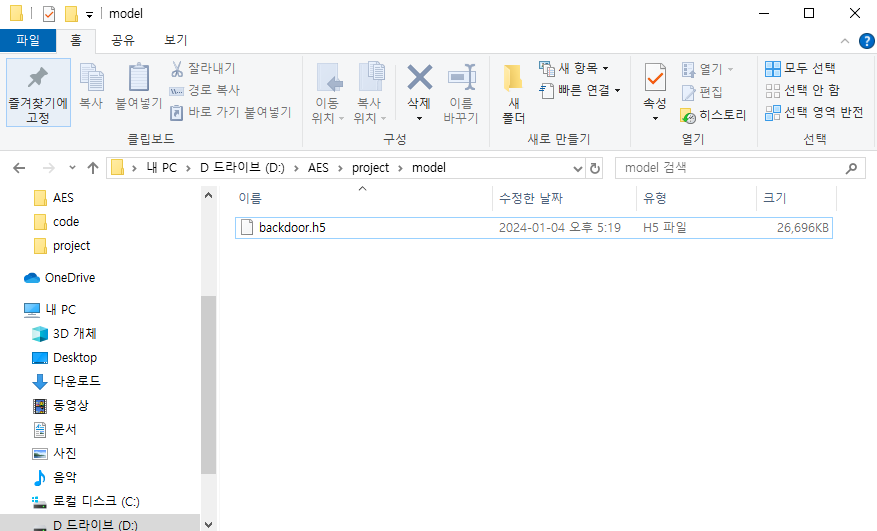 model
파일 홈 공유 보기
즐겨찾기에 고정
복사
붙여넣기
잘라내기
경로 복사
바로 가기 붙여넣기
클립보드
이동 위치
복사 위치
삭제
이름 바꾸기
구성
새 폴더
새 항목
빠른 연결
새로 만들기
속성
열기
편집
히스토리
열기
모두 선택
선택 안 함
선택 영역 반전
선택
내 PC > D 드라이브 (D:) > AES > project > model
model 검색
AES
code
project
OneDrive
내 PC
3D 개체
Desktop
다운로드
동영상
문서
사진
음악
로컬 디스크 (C:)
D 드라이브 (D:)
이름 수정한 날짜 유형 크기
backdoor.h5 2024-01-04 오후 5:19 H5 파일 26,696KB